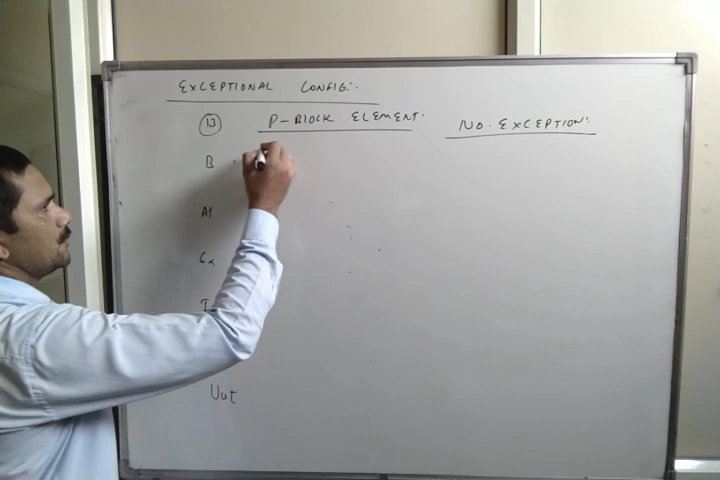 EXCEPTIONAL CONFIG:.
13 P-BLOCK ELEMENT. NO. EXCEPTION:
B
Al
Ga
I
Uut